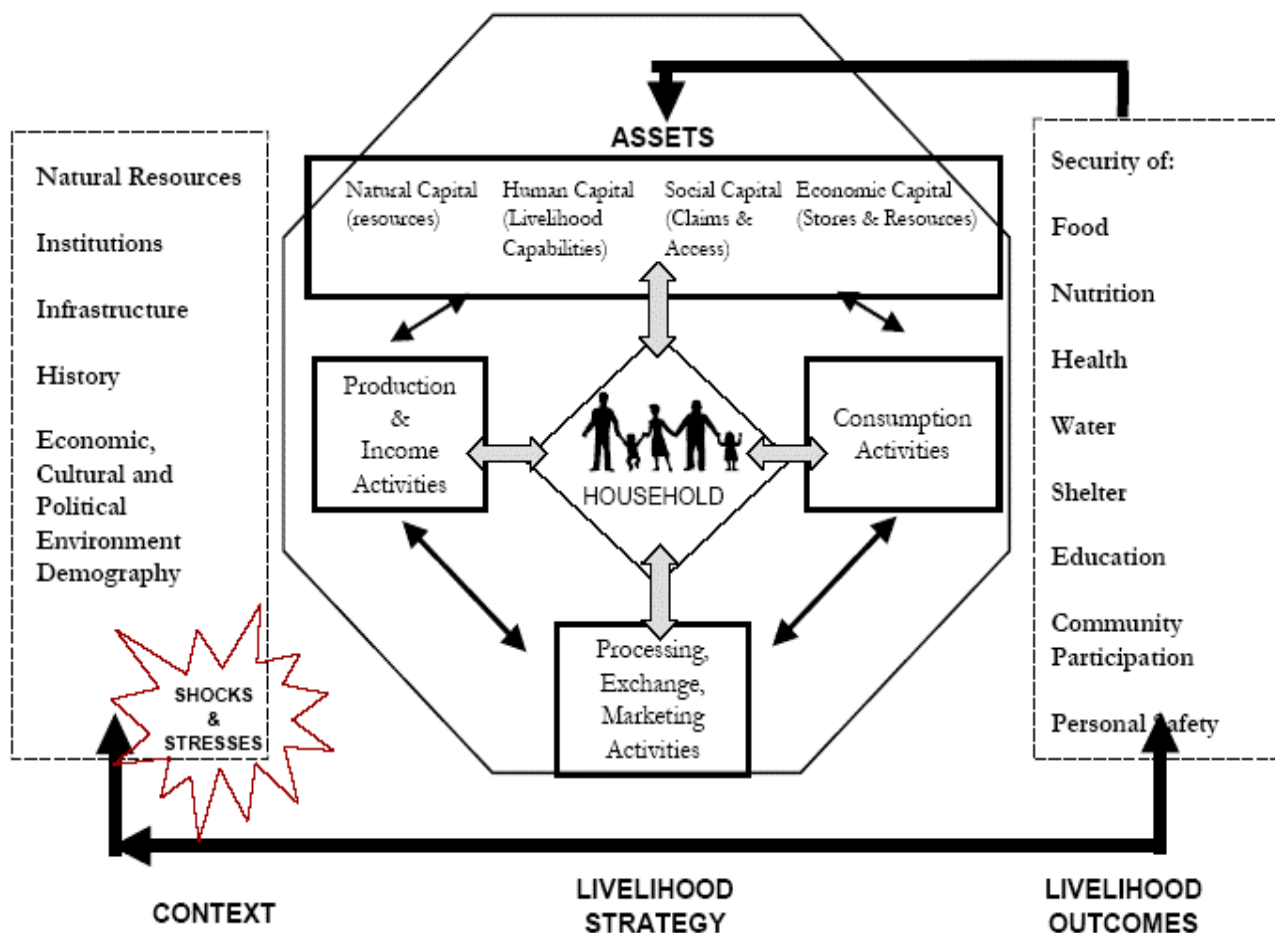 Natural Resources
Institutions
Infrastructure
History
Economic,
Cultural and
Political
Environment
Demography
SHOCKS
&
STRESSES
CONTEXT
ASSETS
Natural Capital
(resources)
Human Capital
(Livelihood
Capabilities)
Social Capital
(Claims &
Access)
Economic Capital
(Stores & Resources)
Production
&
Income
Activities
HOUSEHOLD
Consumption
Activities
Processing,
Exchange,
Marketing
Activities
LIVELIHOOD
STRATEGY
Security of:
Food
Nutrition
Health
Water
Shelter
Education
Community
Participation
Personal Safety
LIVELIHOOD
OUTCOMES